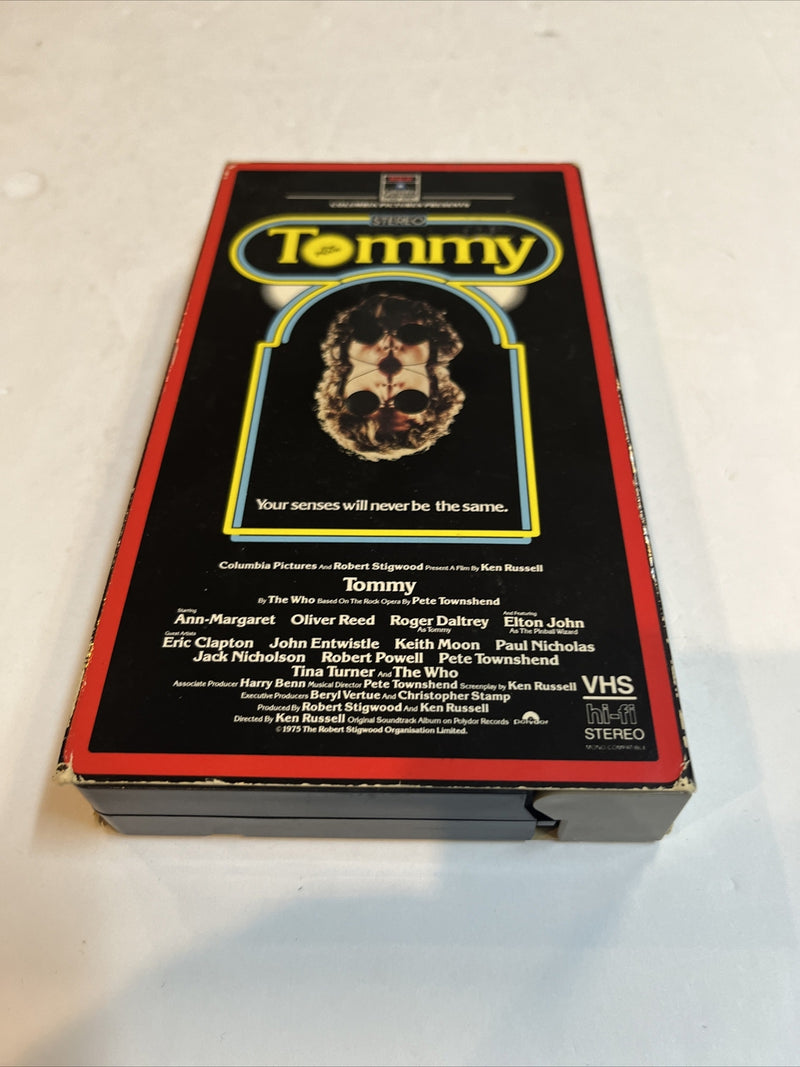 COLUMBIA PICTURES PRESENTS
STEREO
Tommy
THE MOVIE
Your senses will never be the same.
Columbia Pictures And Robert Stigwood Present A Film By Ken Russell
Tommy
By The Who Based On The Rock Opera By Pete Townshend
Starring And Featuring
Ann-Margaret Oliver Reed Roger Daltrey Elton John
As Tommy As The Pinball Wizard
Guest Artists
Eric Clapton John Entwistle Keith Moon Paul Nicholas
Jack Nicholson Robert Powell Pete Townshend
Tina Turner And The Who
Associate Producer Harry Benn Musical Director Pete Townshend Screenplay by Ken Russell
Executive Producers Beryl Vertue And Christopher Stamp
Produced By Robert Stigwood And Ken Russell
Directed By Ken Russell Original Soundtrack Album on Polydor Records polydor
©1975 The Robert Stigwood Organisation Limited.
VHS
hi-fi
STEREO
MONO COMPATIBLE